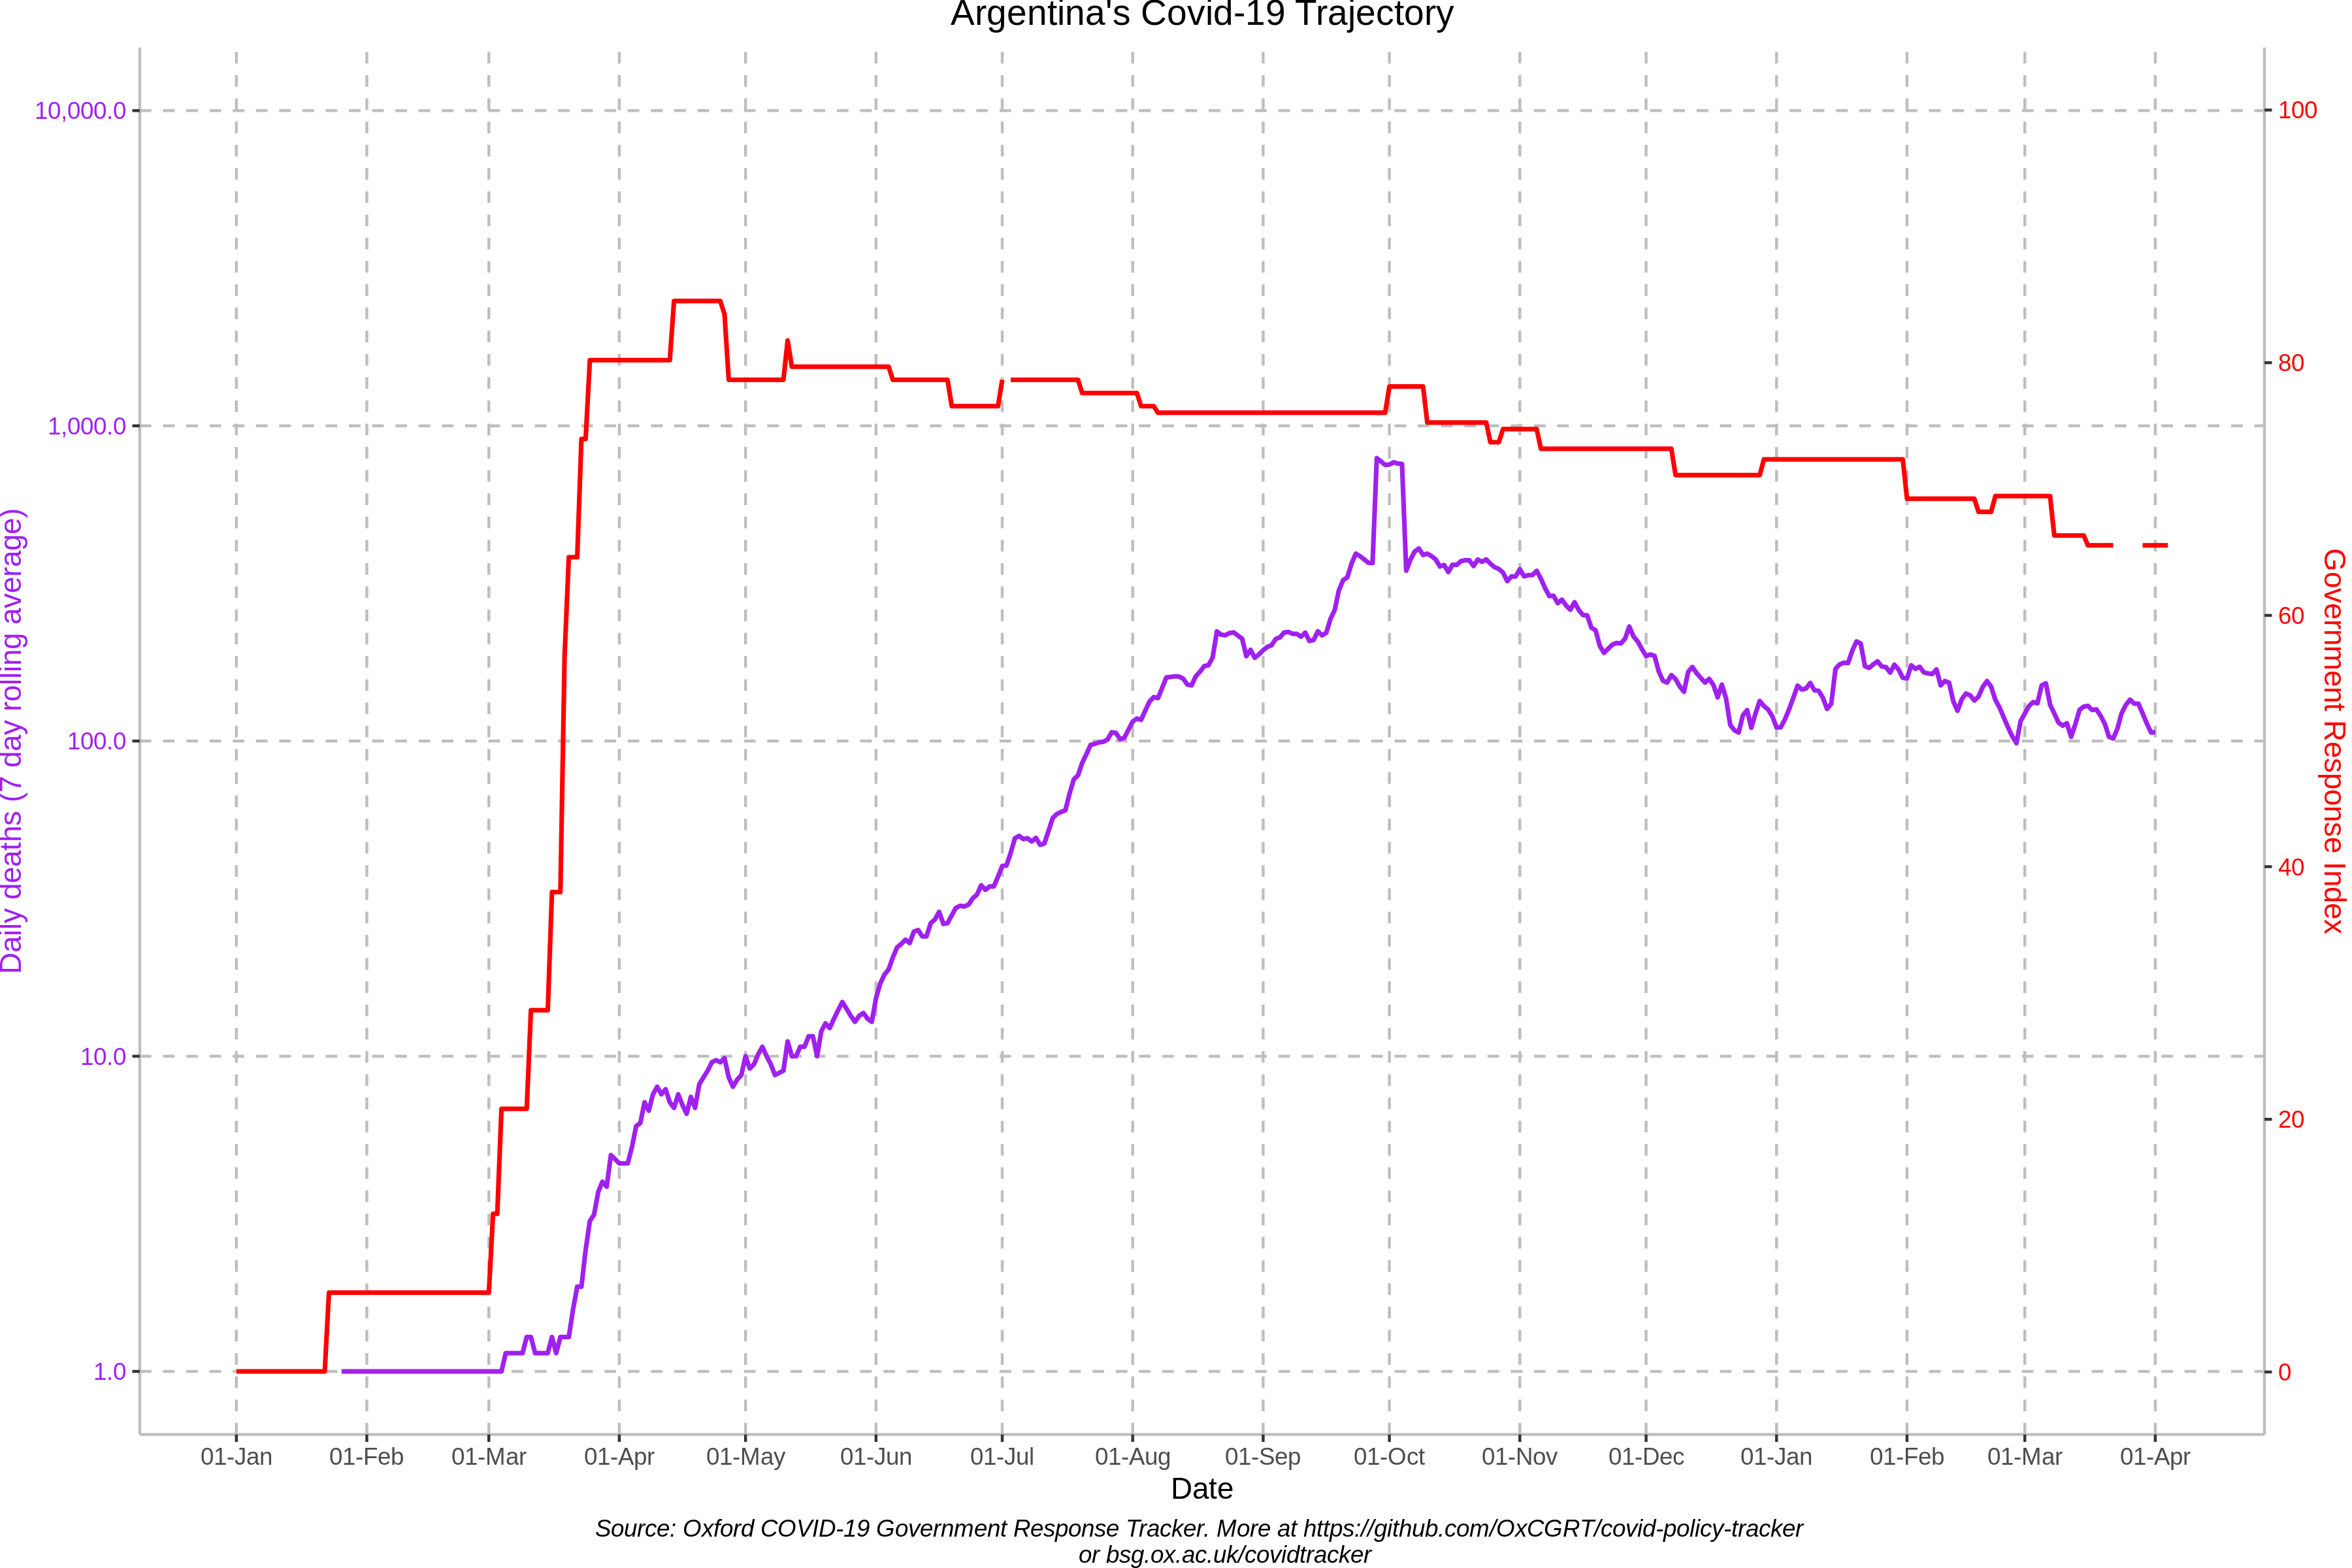 Argentina's Covid-19 Trajectory
10,000.0
1,000.0
100.0
10.0
1.0
Daily deaths (7 day rolling average)
100
80
60
40
20
0
Government Response Index
01-Jan 01-Feb 01-Mar 01-Apr 01-May 01-Jun 01-Jul 01-Aug 01-Sep 01-Oct 01-Nov 01-Dec 01-Jan 01-Feb 01-Mar 01-Apr
Date
Source: Oxford COVID-19 Government Response Tracker. More at https://github.com/OxCGRT/covid-policy-tracker
or bsg.ox.ac.uk/covidtracker